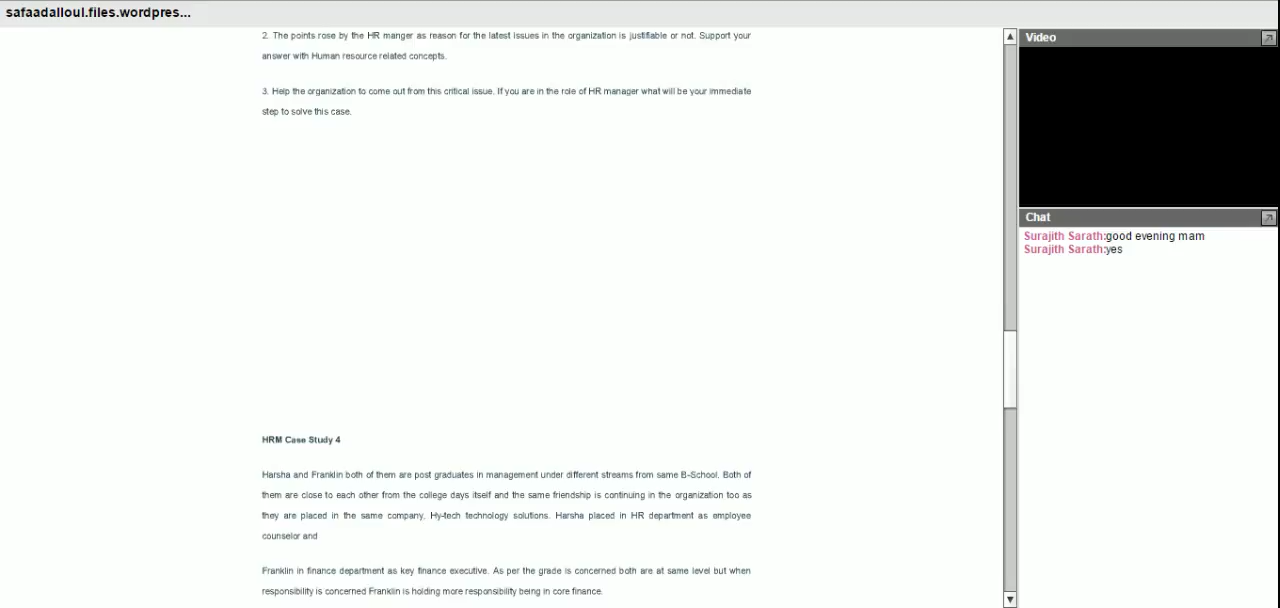 safaadalloul.files.wordpres...
2. The points rose by the HR manger as reason for the latest issues in the organization is justifiable or not. Support your
answer with Human resource related concepts.
3. Help the organization to come out from this critical issue. If you are in the role of HR manager what will be your immediate
step to solve this case.
HRM Case Study 4
Harsha and Franklin both of them are post graduates in management under different streams from same B-School. Both of
them are close to each other from the college days itself and the same friendship is continuing in the organization too as
they are placed in the same company, Hy-tech technology solutions. Harsha placed in HR department as employee
counselor and
Franklin in finance department as key finance executive. As per the grade is concerned both are at same level but when
responsibility is concerned Franklin is holding more responsibility being in core finance.
Video
Chat
Surajith Sarath:good evening mam
Surajith Sarath:yes